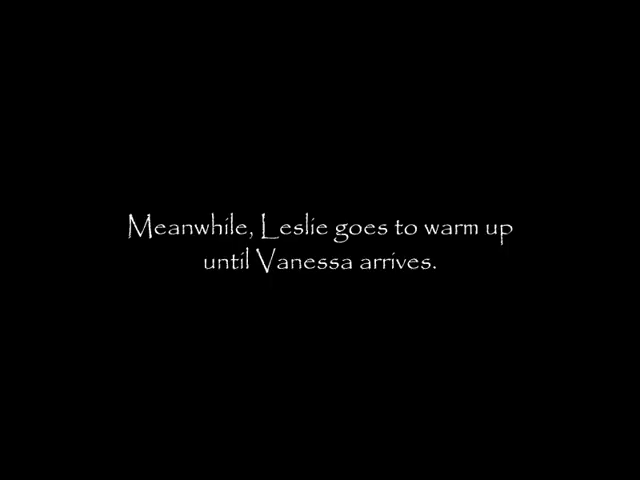 Meanwhile, Leslie goes to warm up
until Vanessa arrives.